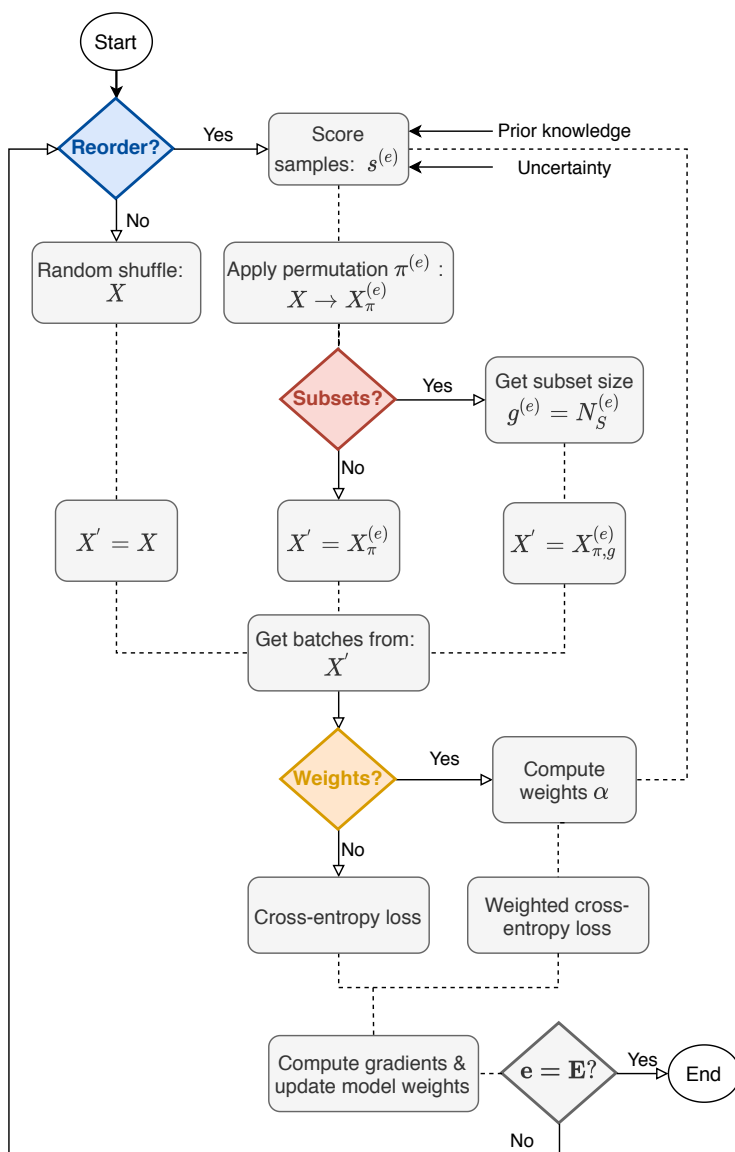 Start
Reorder?
Yes
Score
samples: s^(e)
Prior knowledge
Uncertainty
No
Random shuffle:
X
Apply permutation π^(e) :
X → X_π^(e)
Subsets?
Yes
Get subset size
g^(e) = N_S^(e)
No
X' = X
X' = X_π^(e)
X' = X_π,g^(e)
Get batches from:
X'
Weights?
Yes
Compute
weights α
No
Cross-entropy loss
Weighted cross-
entropy loss
Compute gradients &
update model weights
e = E?
Yes
End
No